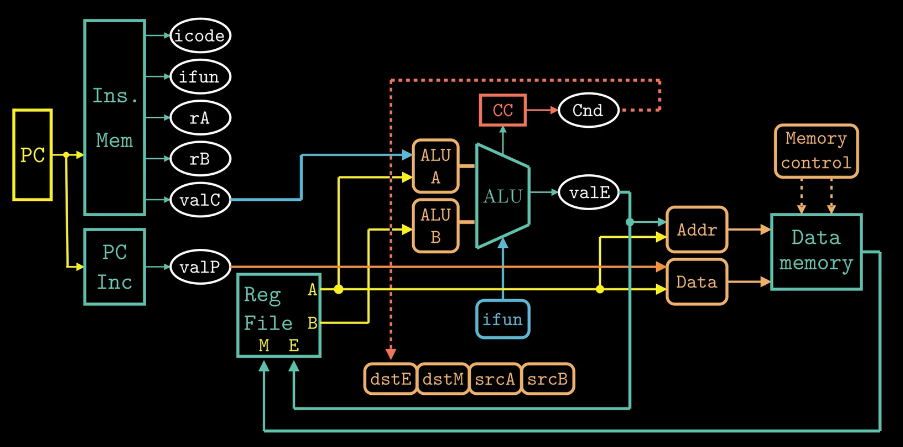 icode
ifun
rA
rB
valC
valP
PC
Ins.
Mem
PC
Inc
Reg
File
A
B
M E
ALU
A
ALU
B
CC
Cnd
ALU
valE
ifun
dstE dstM srcA srcB
Memory
control
Addr
Data
Data
memory